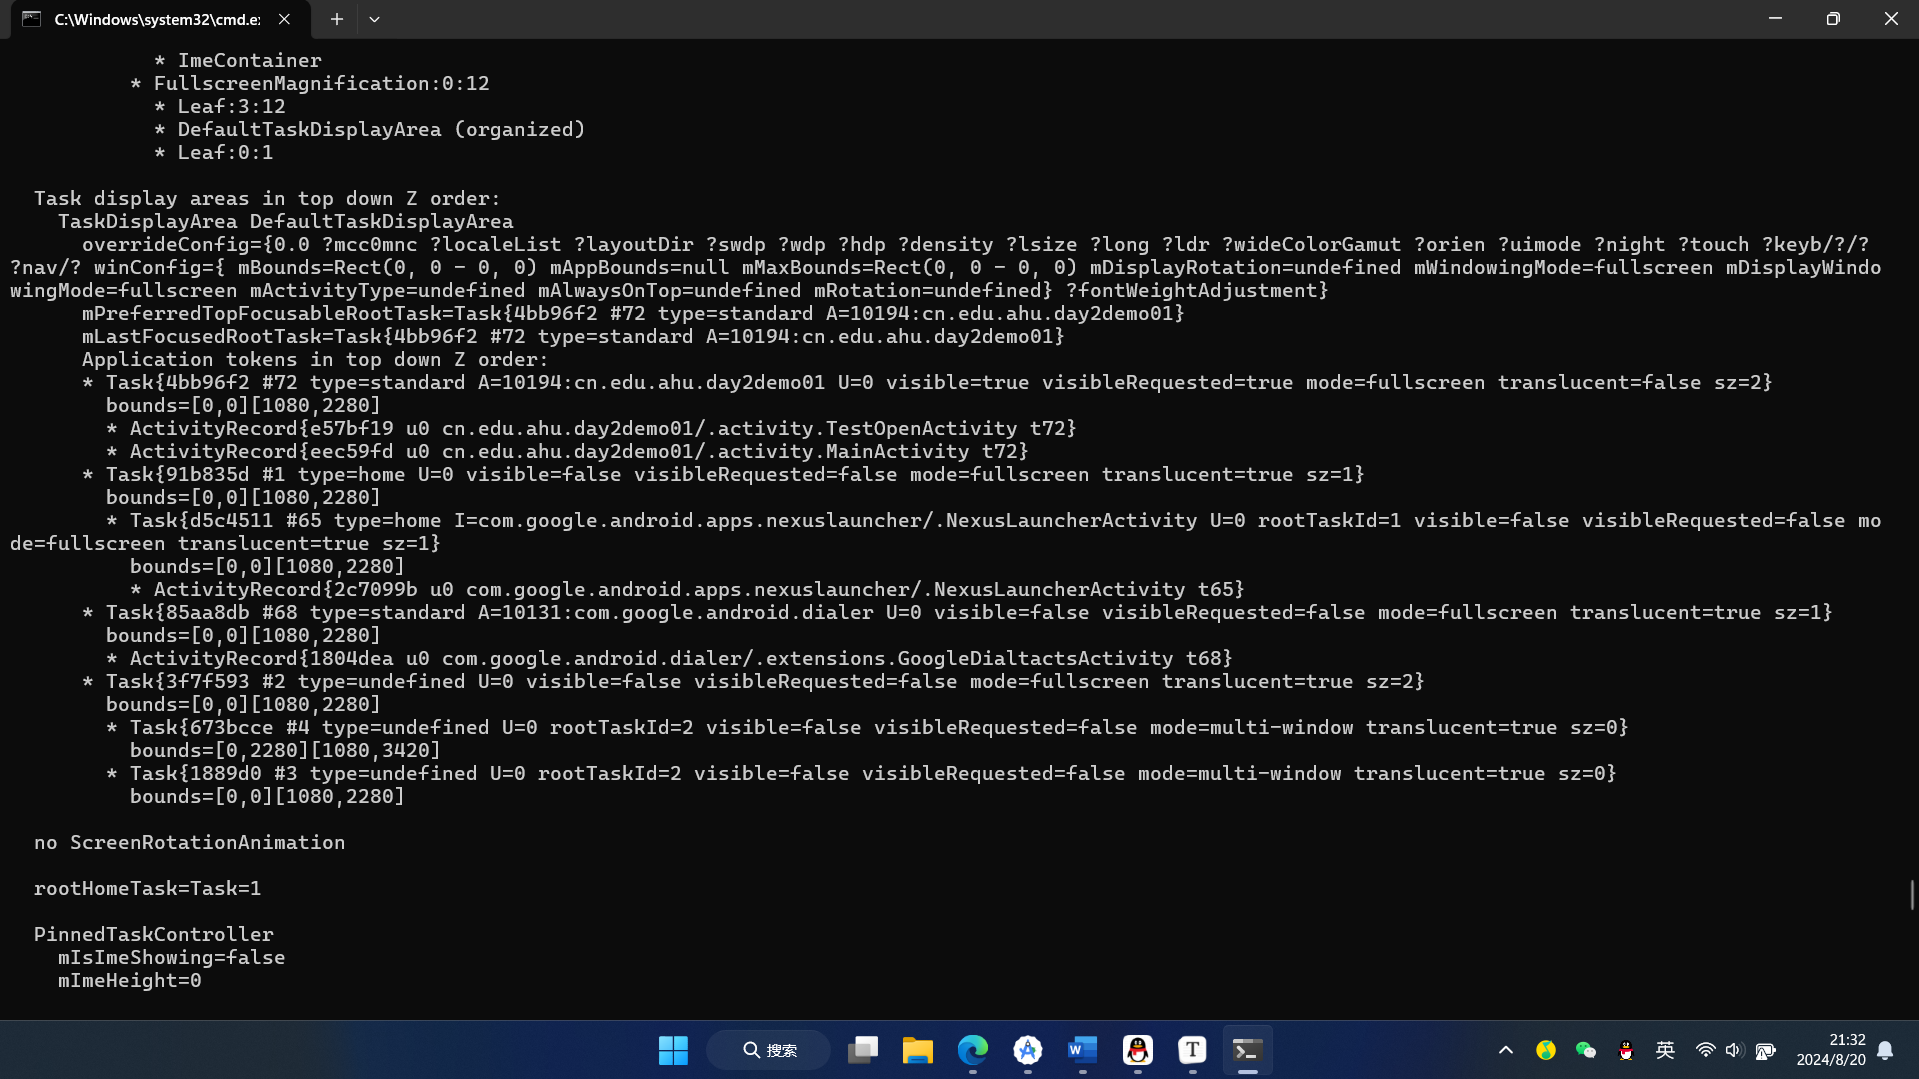 C:\Windows\system32\cmd.e
* ImeContainer
* FullscreenMagnification:0:12
* Leaf:3:12
* DefaultTaskDisplayArea (organized)
* Leaf:0:1
Task display areas in top down Z order:
TaskDisplayArea DefaultTaskDisplayArea
overrideConfig={0.0 ?mcc0mnc ?localeList ?layoutDir ?swdp ?wdp ?hdp ?density ?lsize ?long ?ldr ?wideColorGamut ?orien ?uimode ?night ?touch ?keyb/?/?
?nav/? winConfig={ mBounds=Rect(0, 0 - 0, 0) mAppBounds=null mMaxBounds=Rect(0, 0 - 0, 0) mDisplayRotation=undefined mWindowingMode=fullscreen mDisplayWindo
wingMode=fullscreen mActivityType=undefined mAlwaysOnTop=undefined mRotation=undefined} ?fontWeightAdjustment}
mPreferredTopFocusableRootTask=Task{4bb96f2 #72 type=standard A=10194:cn.edu.ahu.day2demo01}
mLastFocusedRootTask=Task{4bb96f2 #72 type=standard A=10194:cn.edu.ahu.day2demo01}
Application tokens in top down Z order:
* Task{4bb96f2 #72 type=standard A=10194:cn.edu.ahu.day2demo01 U=0 visible=true visibleRequested=true mode=fullscreen translucent=false sz=2}
bounds=[0,0][1080,2280]
* ActivityRecord{e57bf19 u0 cn.edu.ahu.day2demo01/.activity.TestOpenActivity t72}
* ActivityRecord{eec59fd u0 cn.edu.ahu.day2demo01/.activity.MainActivity t72}
* Task{91b835d #1 type=home U=0 visible=false visibleRequested=false mode=fullscreen translucent=true sz=1}
bounds=[0,0][1080,2280]
* Task{d5c4511 #65 type=home I=com.google.android.apps.nexuslauncher/.NexusLauncherActivity U=0 rootTaskId=1 visible=false visibleRequested=false mo
de=fullscreen translucent=true sz=1}
bounds=[0,0][1080,2280]
* ActivityRecord{2c7099b u0 com.google.android.apps.nexuslauncher/.NexusLauncherActivity t65}
* Task{85aa8db #68 type=standard A=10131:com.google.android.dialer U=0 visible=false visibleRequested=false mode=fullscreen translucent=true sz=1}
bounds=[0,0][1080,2280]
* ActivityRecord{1804dea u0 com.google.android.dialer/.extensions.GoogleDialtactsActivity t68}
* Task{3f7f593 #2 type=undefined U=0 visible=false visibleRequested=false mode=fullscreen translucent=true sz=2}
bounds=[0,0][1080,2280]
* Task{673bcce #4 type=undefined U=0 rootTaskId=2 visible=false visibleRequested=false mode=multi-window translucent=true sz=0}
bounds=[0,2280][1080,3420]
* Task{1889d0 #3 type=undefined U=0 rootTaskId=2 visible=false visibleRequested=false mode=multi-window translucent=true sz=0}
bounds=[0,0][1080,2280]
no ScreenRotationAnimation
rootHomeTask=Task=1
PinnedTaskController
mIsImeShowing=false
mImeHeight=0
搜索
英
21:32
2024/8/20